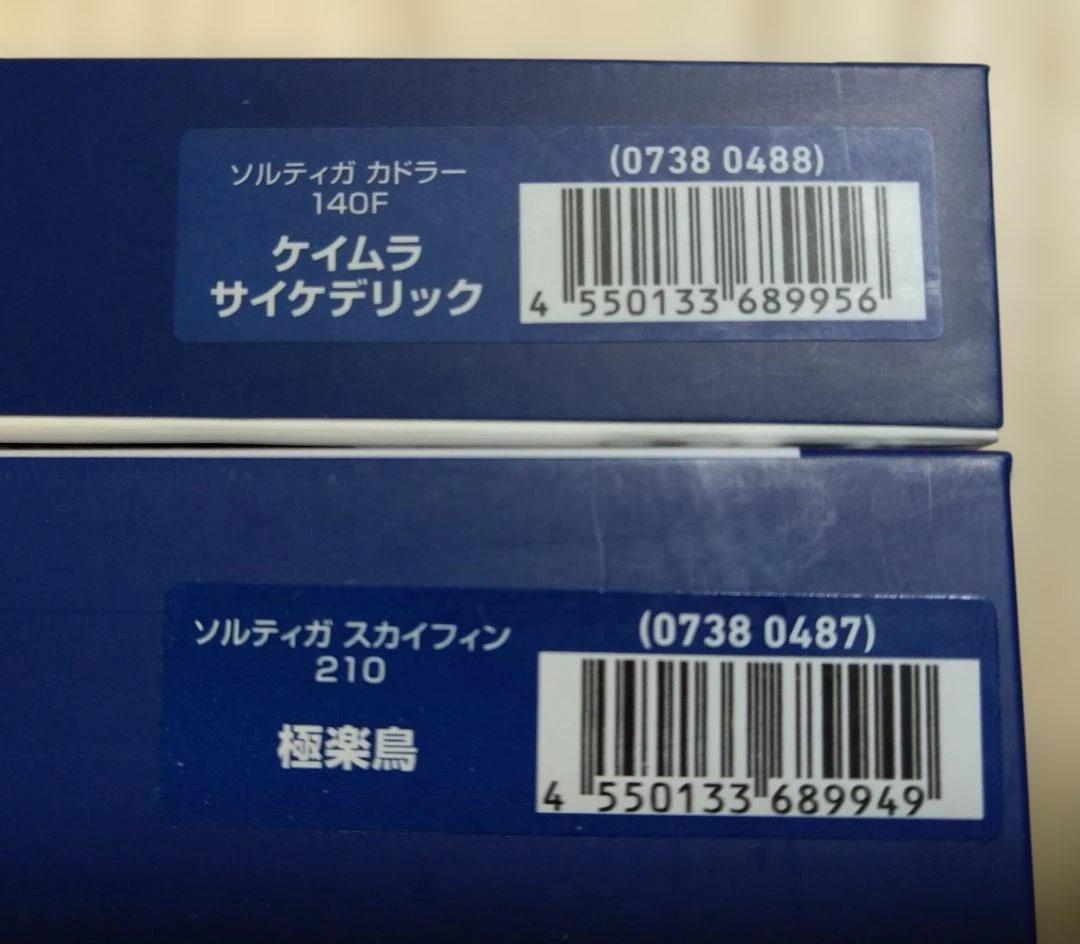 ソルティガ カドラー
140F
ケイムラ
サイケデリック
(0738 0488)
4 550133 689956
ソルティガ スカイフィン
210
極楽鳥
(0738 0487)
4 550133 689949